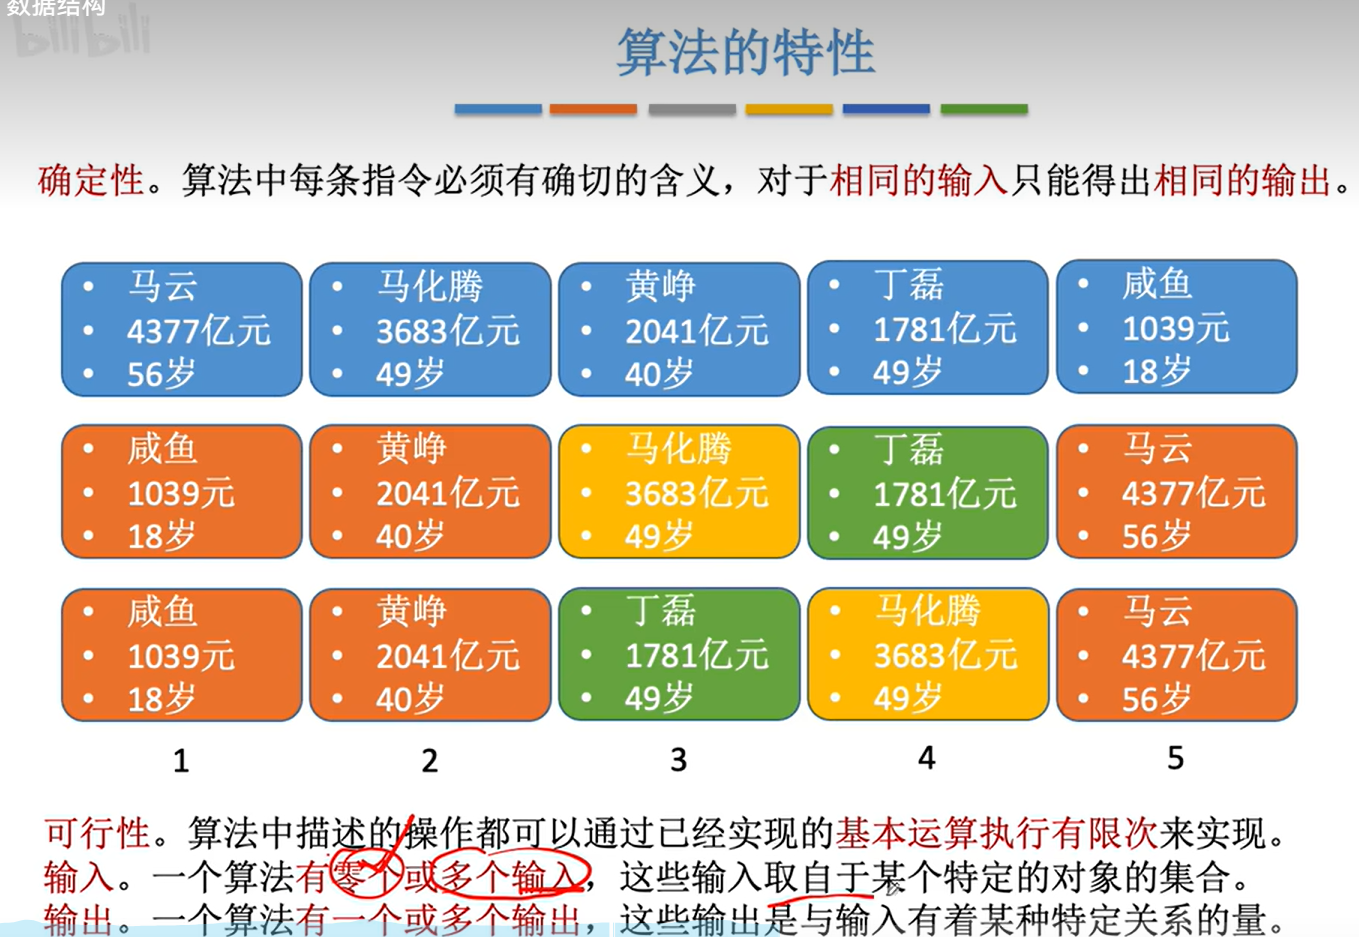 数据结构
bilibili
算法的特性
确定性。算法中每条指令必须有确切的含义，对于相同的输入只能得出相同的输出。
• 马云
• 4377亿元
• 56岁
• 马化腾
• 3683亿元
• 49岁
• 黄峥
• 2041亿元
• 40岁
• 丁磊
• 1781亿元
• 49岁
• 咸鱼
• 1039元
• 18岁
• 咸鱼
• 1039元
• 18岁
• 黄峥
• 2041亿元
• 40岁
• 马化腾
• 3683亿元
• 49岁
• 丁磊
• 1781亿元
• 49岁
• 马云
• 4377亿元
• 56岁
• 咸鱼
• 1039元
• 18岁
• 黄峥
• 2041亿元
• 40岁
• 丁磊
• 1781亿元
• 49岁
• 马化腾
• 3683亿元
• 49岁
• 马云
• 4377亿元
• 56岁
1 2 3 4 5
可行性。算法中描述的操作都可以通过已经实现的基本运算执行有限次来实现。
输入。一个算法有零个或多个输入，这些输入取自于某个特定的对象的集合。
输出。一个算法有一个或多个输出，这些输出是与输入有着某种特定关系的量。